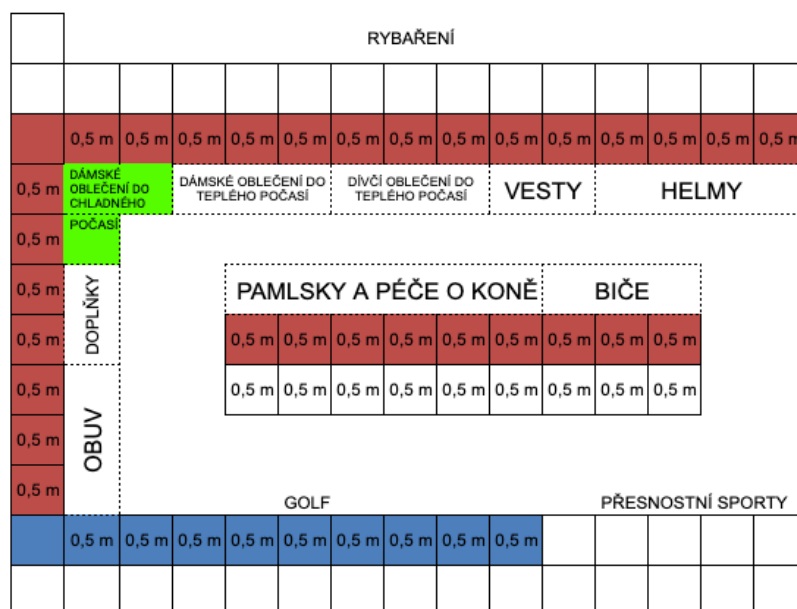 RYBAŘENÍ
0,5 m 0,5 m 0,5 m 0,5 m 0,5 m 0,5 m 0,5 m 0,5 m 0,5 m 0,5 m 0,5 m 0,5 m 0,5 m 0,5 m
DÁMSKÉ
OBLEČENÍ DO
CHLADNÉHO
POČASÍ
DÁMSKÉ OBLEČENÍ DO
TEPLÉHO POČASÍ
DÍVČÍ OBLEČENÍ DO
TEPLÉHO POČASÍ
VESTY
HELMY
0,5 m
0,5 m
0,5 m
0,5 m
0,5 m
0,5 m
0,5 m
DOPLŇKY
OBUV
PAMLSKY A PÉČE O KONĚ
BIČE
0,5 m 0,5 m 0,5 m 0,5 m 0,5 m 0,5 m 0,5 m 0,5 m 0,5 m
0,5 m 0,5 m 0,5 m 0,5 m 0,5 m 0,5 m 0,5 m 0,5 m 0,5 m
GOLF
PŘESNOSTNÍ SPORTY
0,5 m 0,5 m 0,5 m 0,5 m 0,5 m 0,5 m 0,5 m 0,5 m 0,5 m